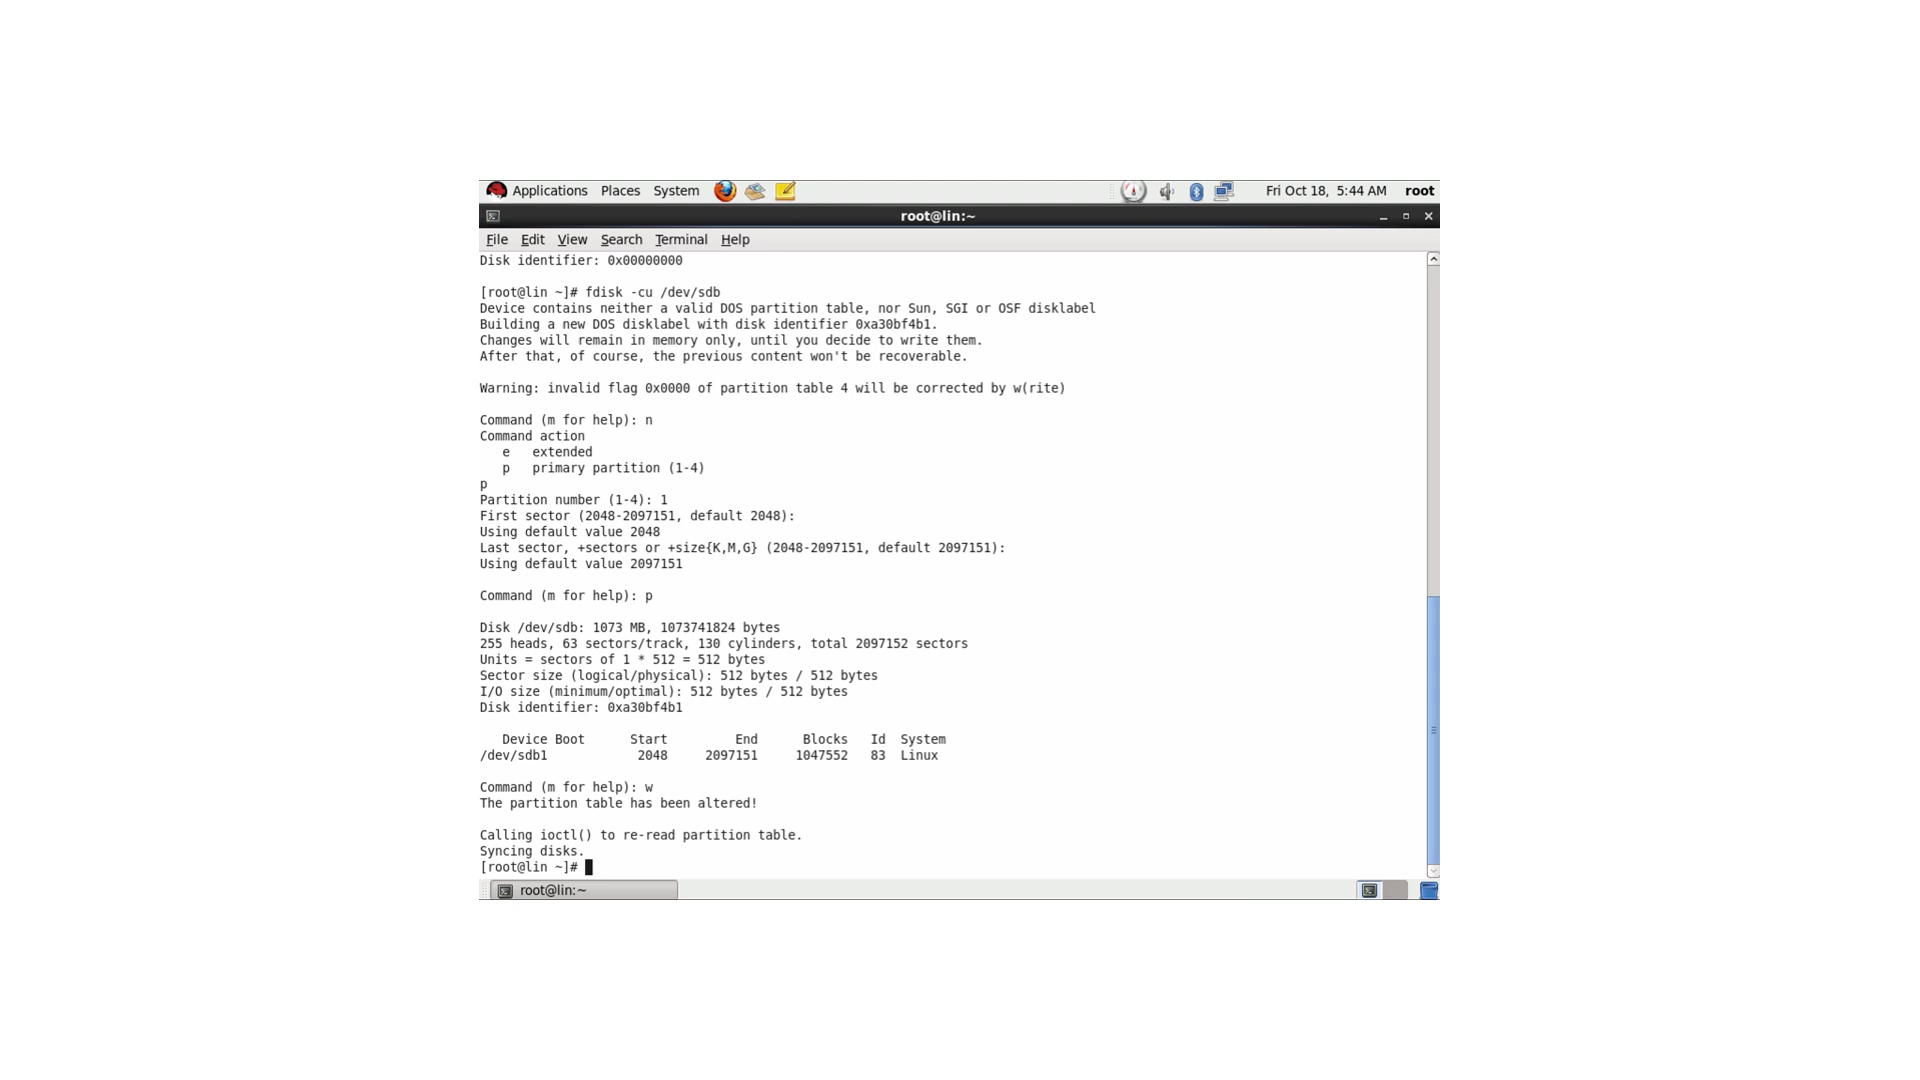 Applications Places System Fri Oct 18, 5:44 AM root
root@lin:~
File Edit View Search Terminal Help
Disk identifier: 0x00000000
[root@lin ~]# fdisk -cu /dev/sdb
Device contains neither a valid DOS partition table, nor Sun, SGI or OSF disklabel
Building a new DOS disklabel with disk identifier 0xa30bf4b1.
Changes will remain in memory only, until you decide to write them.
After that, of course, the previous content won't be recoverable.
Warning: invalid flag 0x0000 of partition table 4 will be corrected by w(rite)
Command (m for help): n
Command action
   e   extended
   p   primary partition (1-4)
p
Partition number (1-4): 1
First sector (2048-2097151, default 2048):
Using default value 2048
Last sector, +sectors or +size{K,M,G} (2048-2097151, default 2097151):
Using default value 2097151
Command (m for help): p
Disk /dev/sdb: 1073 MB, 1073741824 bytes
255 heads, 63 sectors/track, 130 cylinders, total 2097152 sectors
Units = sectors of 1 * 512 = 512 bytes
Sector size (logical/physical): 512 bytes / 512 bytes
I/O size (minimum/optimal): 512 bytes / 512 bytes
Disk identifier: 0xa30bf4b1
   Device Boot      Start         End      Blocks   Id  System
/dev/sdb1            2048     2097151     1047552   83  Linux
Command (m for help): w
The partition table has been altered!
Calling ioctl() to re-read partition table.
Syncing disks.
[root@lin ~]#
root@lin:~